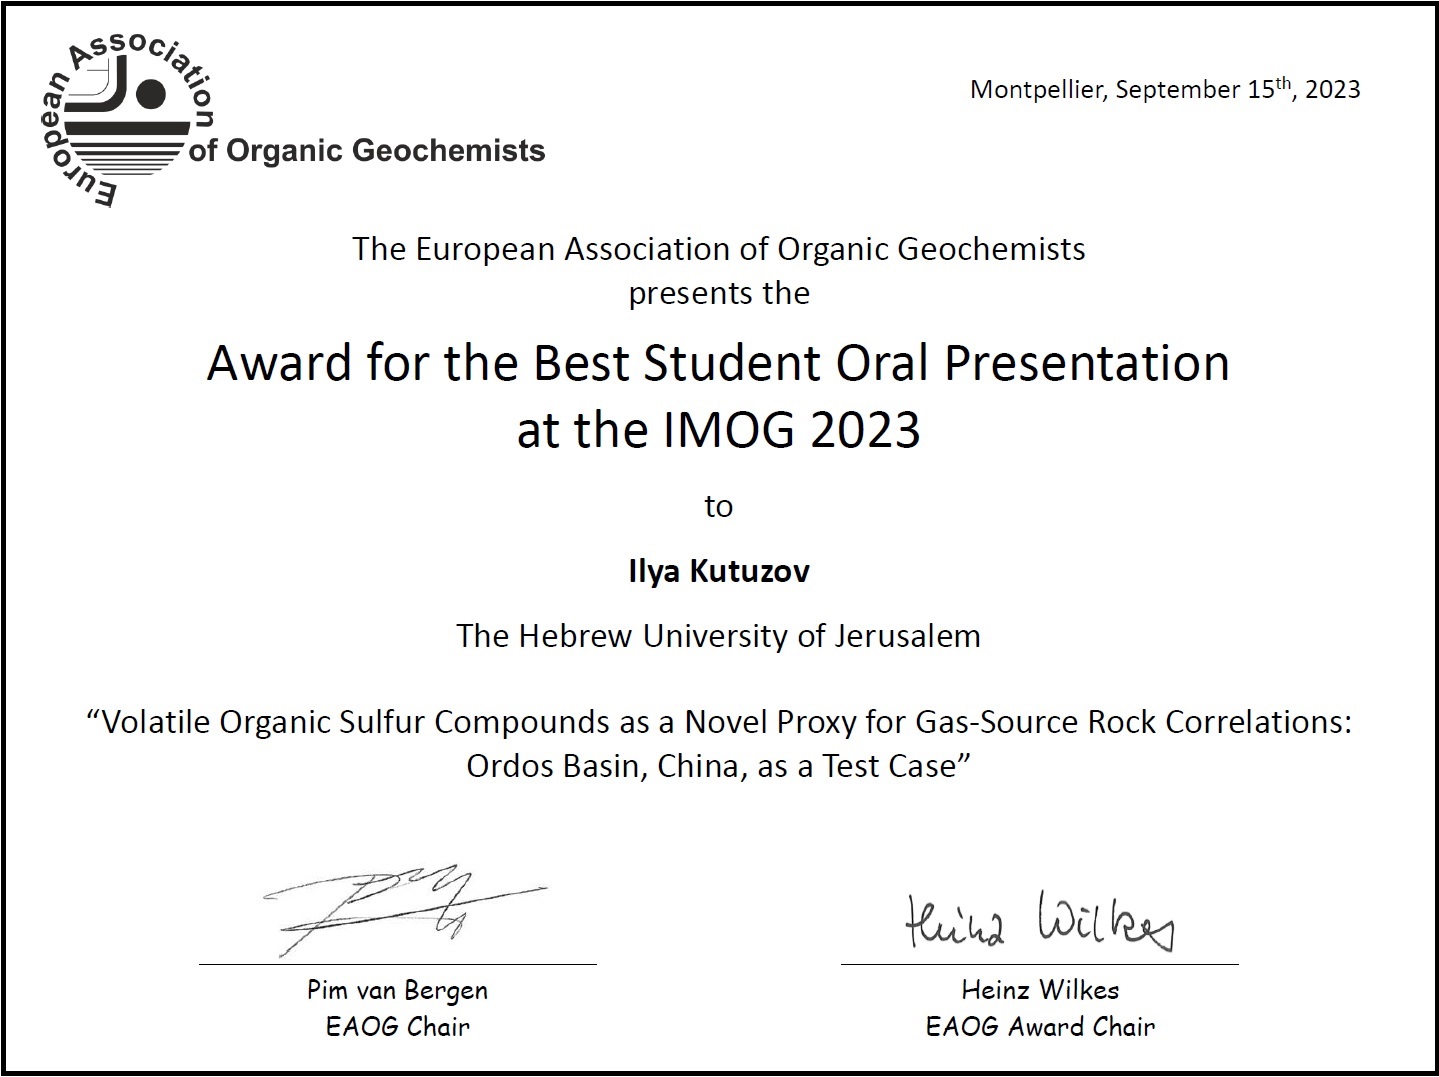 European Association
of Organic Geochemists
Montpellier, September 15th, 2023
The European Association of Organic Geochemists
presents the
Award for the Best Student Oral Presentation
at the IMOG 2023
to
Ilya Kutuzov
The Hebrew University of Jerusalem
“Volatile Organic Sulfur Compounds as a Novel Proxy for Gas-Source Rock Correlations:
Ordos Basin, China, as a Test Case”
Heinz Wilkes
Pim van Bergen
EAOG Chair
Heinz Wilkes
EAOG Award Chair